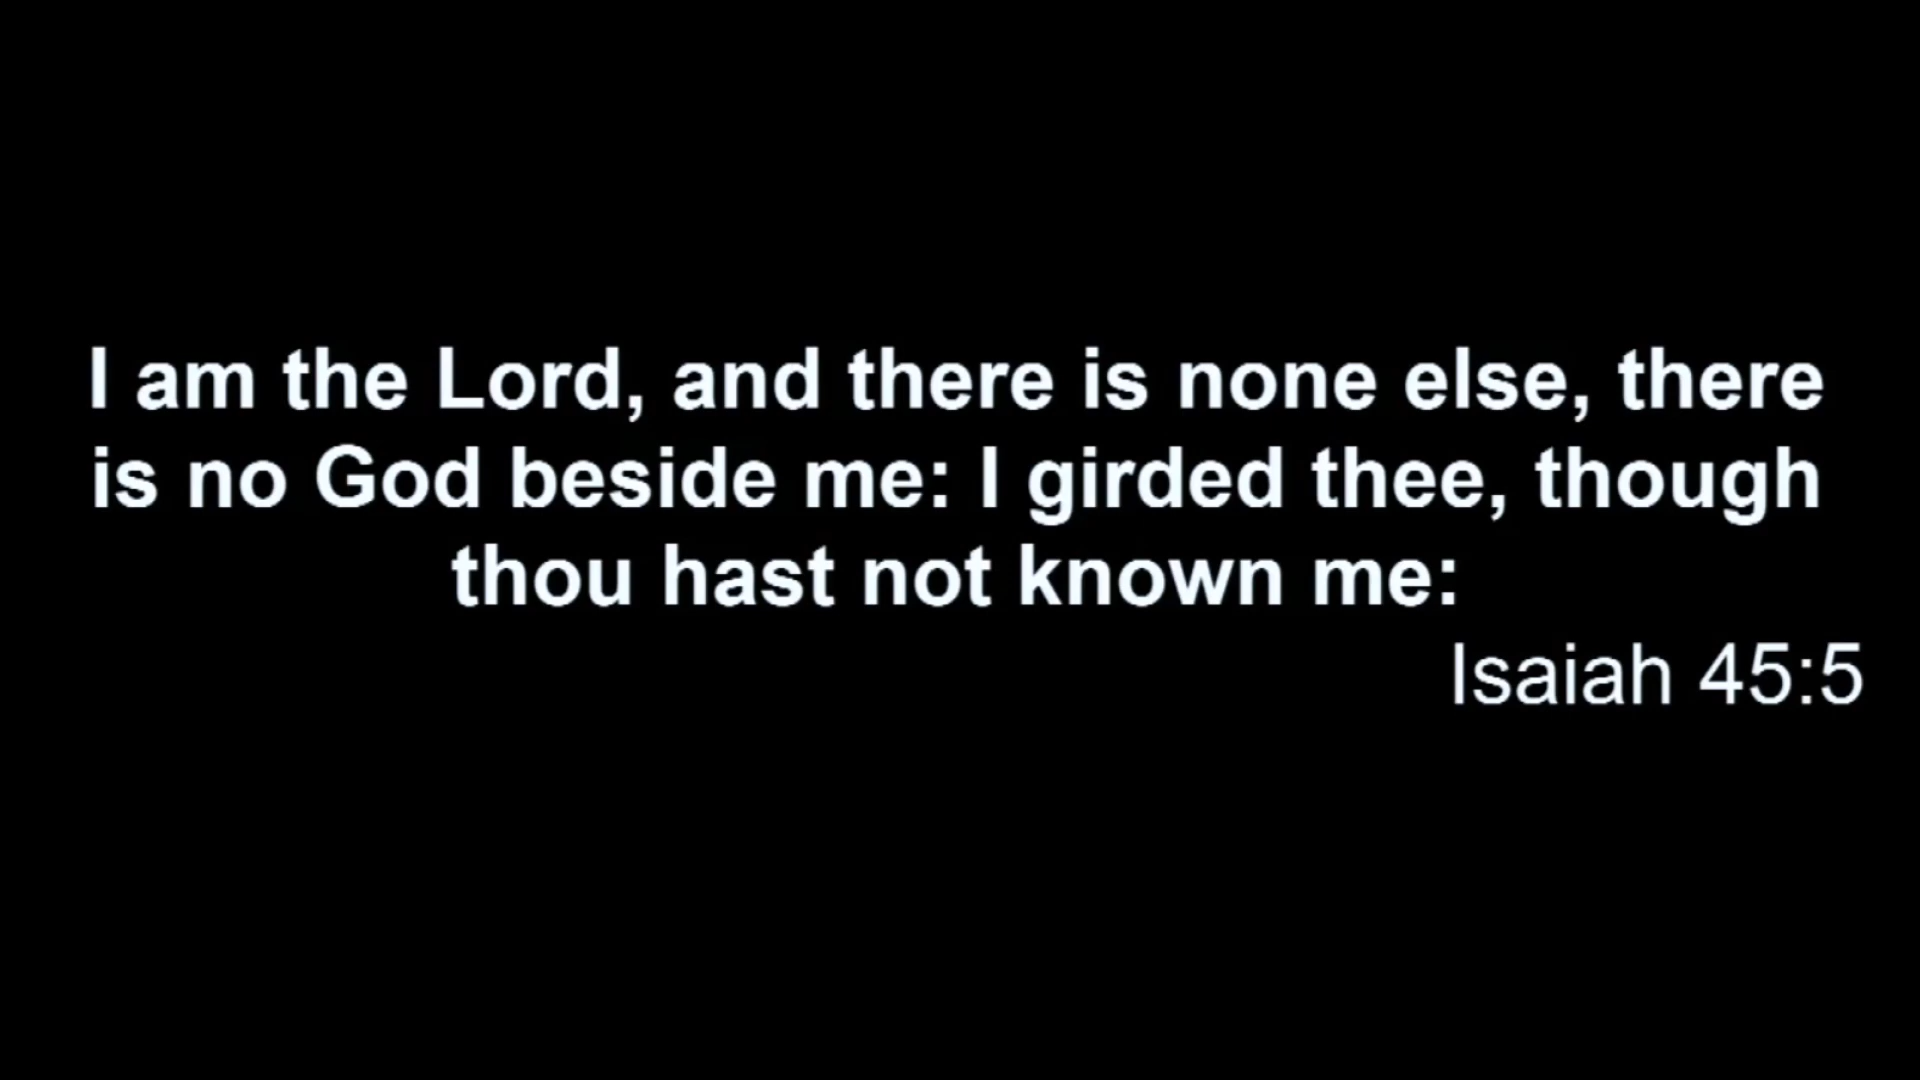 I am the Lord, and there is none else, there
is no God beside me: I girded thee, though
thou hast not known me:
Isaiah 45:5